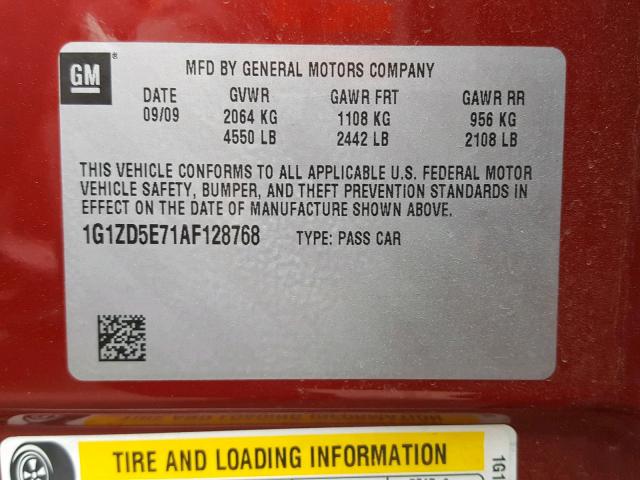 GM ® MFD BY GENERAL MOTORS COMPANY
DATE GVWR GAWR FRT GAWR RR
09/09 2064 KG 1108 KG 956 KG
4550 LB 2442 LB 2108 LB
THIS VEHICLE CONFORMS TO ALL APPLICABLE U.S. FEDERAL MOTOR
VEHICLE SAFETY, BUMPER, AND THEFT PREVENTION STANDARDS IN
EFFECT ON THE DATE OF MANUFACTURE SHOWN ABOVE.
1G1ZD5E71AF128768 TYPE: PASS CAR
TIRE AND LOADING INFORMATION
1G1